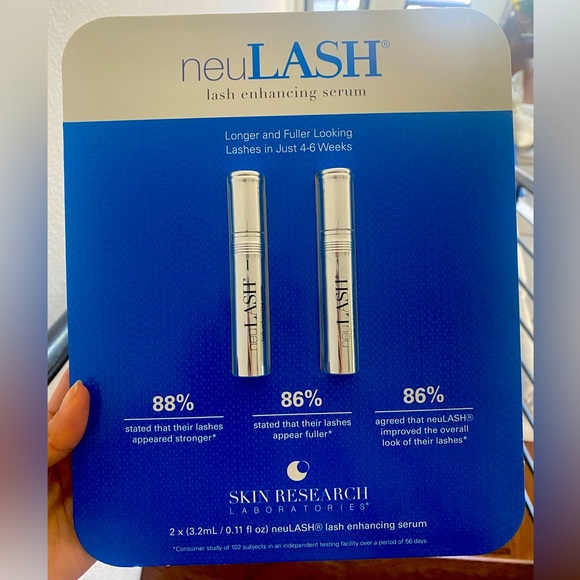 neuLASH®
lash enhancing serum
Longer and Fuller Looking
Lashes in Just 4-6 Weeks
neuLASH®
neuLASH®
88%
stated that their lashes
appeared stronger*
86%
stated that their lashes
appear fuller*
86%
agreed that neuLASH®
improved the overall
look of their lashes*
SKIN RESEARCH
LABORATORIES®
2 x (3.2mL / 0.11 fl oz) neuLASH® lash enhancing serum
*Consumer study of 102 subjects in an independent testing facility over a period of 56 days.